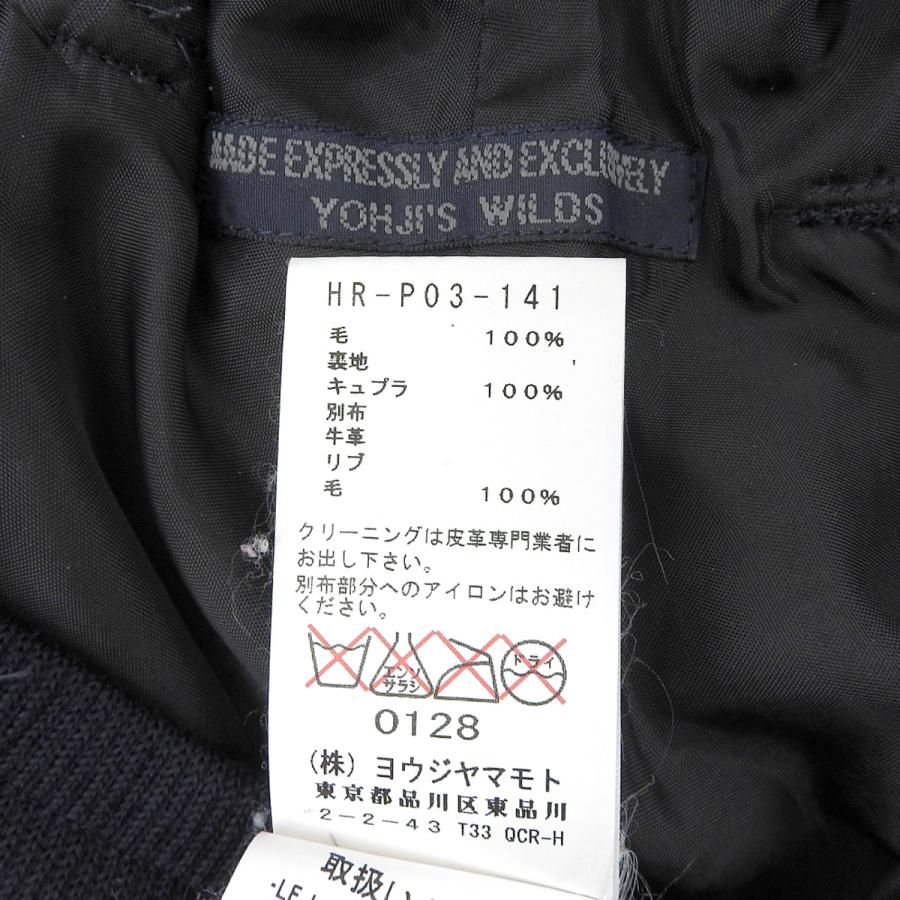 MADE EXPRESSLY AND EXCLUSIVELY
YOHJI'S WILDS
HR-P03-141
毛 100%
裏地
キュプラ 100%
別布
牛革
リブ
毛 100%
クリーニングは皮革専門業者に
お出し下さい。
別布部分へのアイロンはお避け
ください。
エンソ
サラシ
ドライ
0128
(株) ヨウジヤマモト
東京都品川区東品川
2-2-43 T33 QCR-H
取扱い